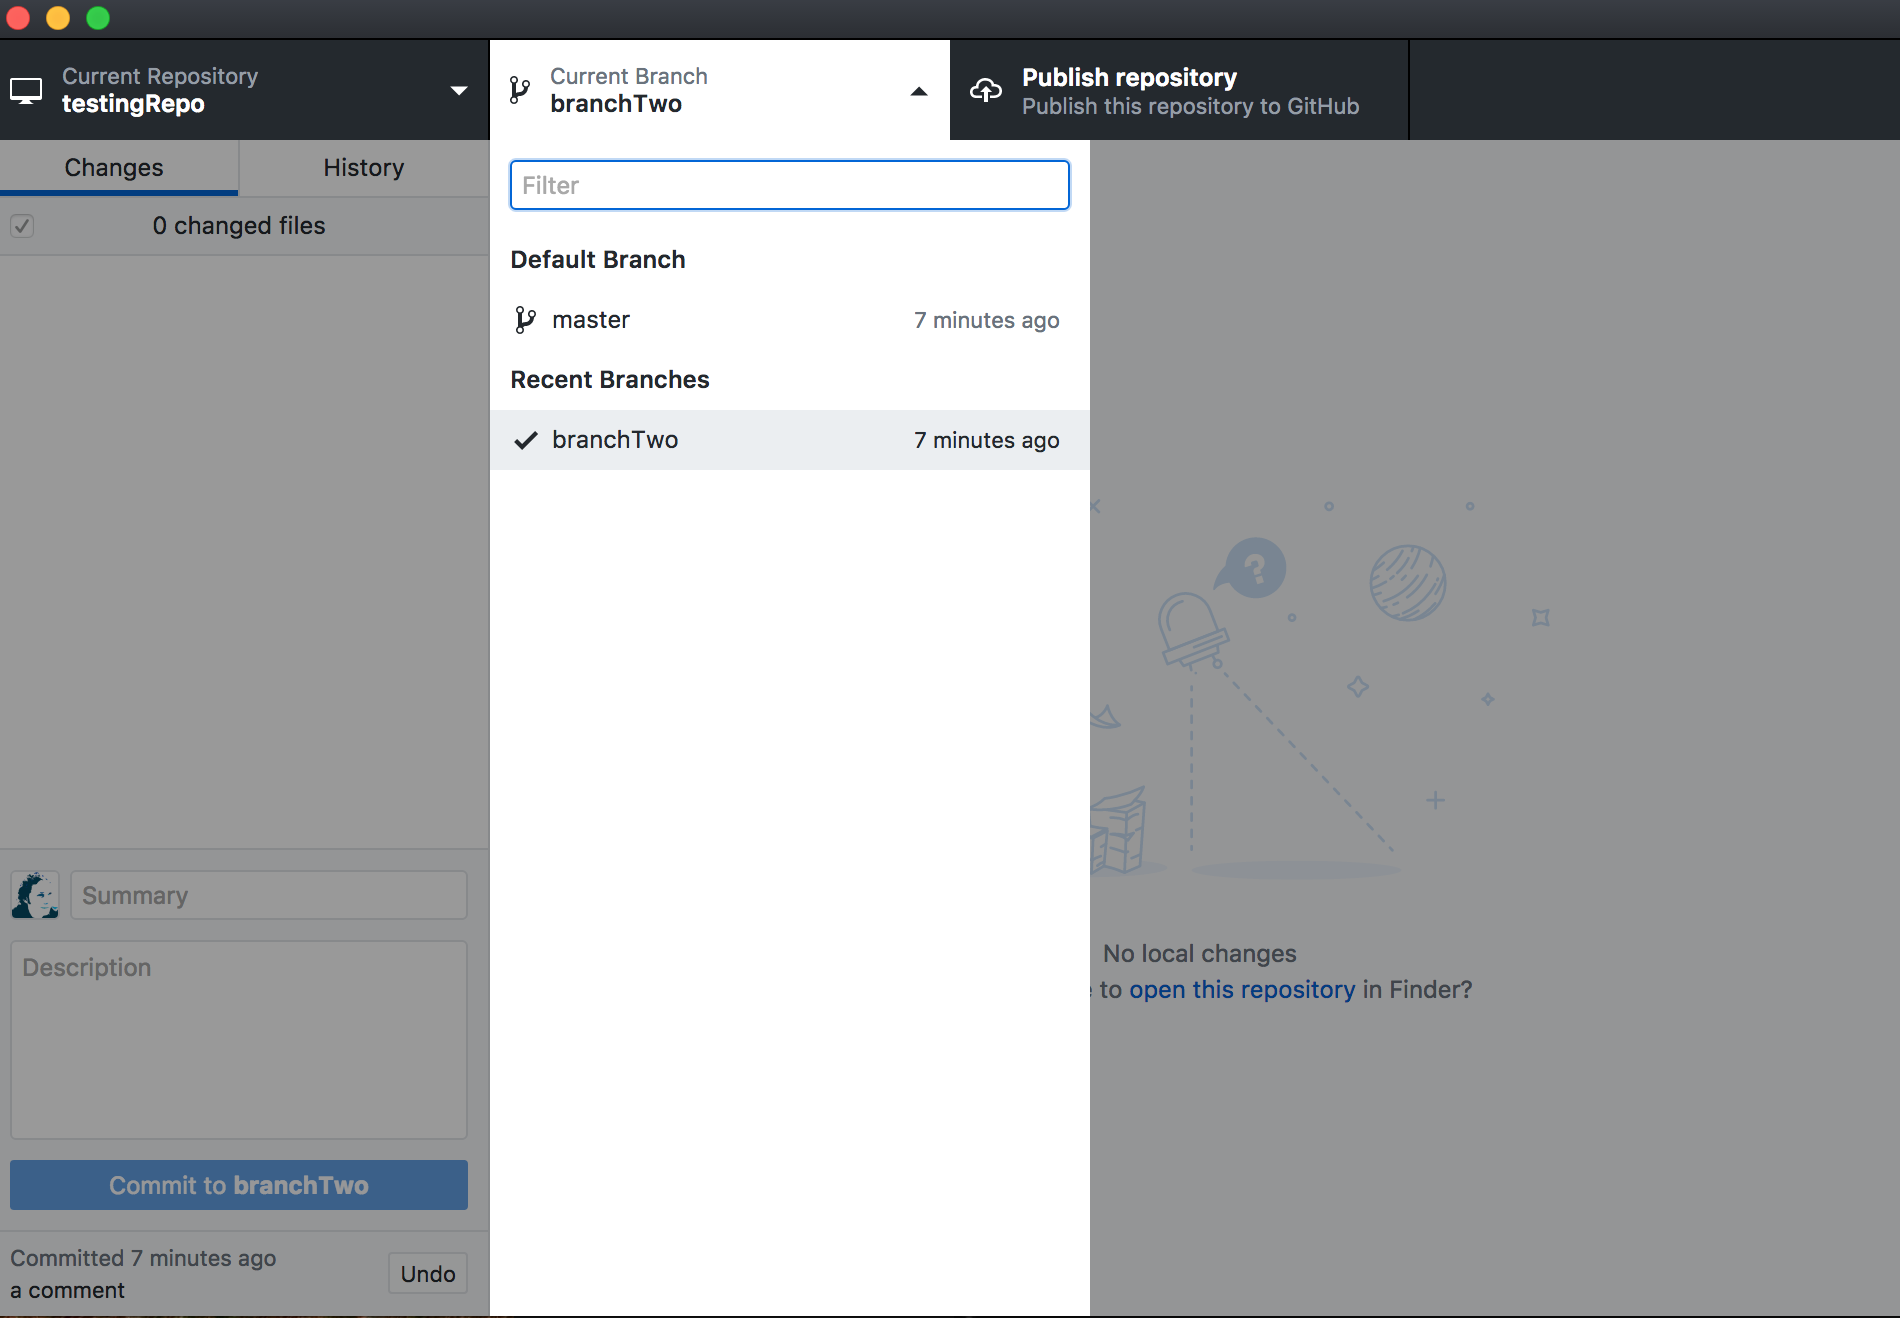 Current Repository
testingRepo
Current Branch
branchTwo
Publish repository
Publish this repository to GitHub
Changes
History
0 changed files
Filter
Default Branch
master
7 minutes ago
Recent Branches
branchTwo
7 minutes ago
?
No local changes
to open this repository in Finder?
Summary
Description
Commit to branchTwo
Committed 7 minutes ago
a comment
Undo